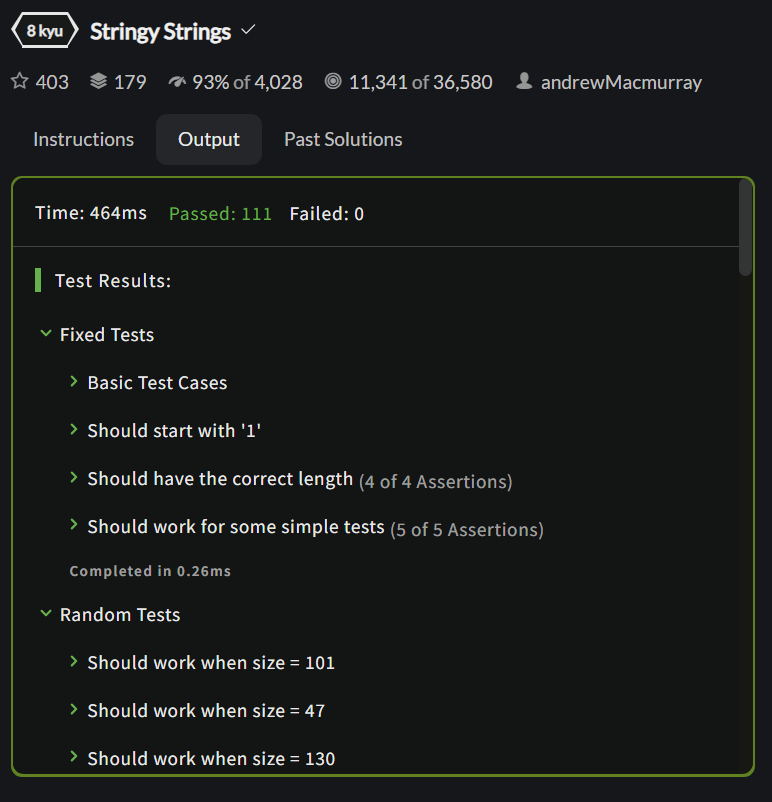 8 kyu Stringy Strings
403 179 93% of 4,028 11,341 of 36,580 andrewMacmurray
Instructions Output Past Solutions
Time: 464ms Passed: 111 Failed: 0
Test Results:
Fixed Tests
Basic Test Cases
Should start with '1'
Should have the correct length (4 of 4 Assertions)
Should work for some simple tests (5 of 5 Assertions)
Completed in 0.26ms
Random Tests
Should work when size = 101
Should work when size = 47
Should work when size = 130